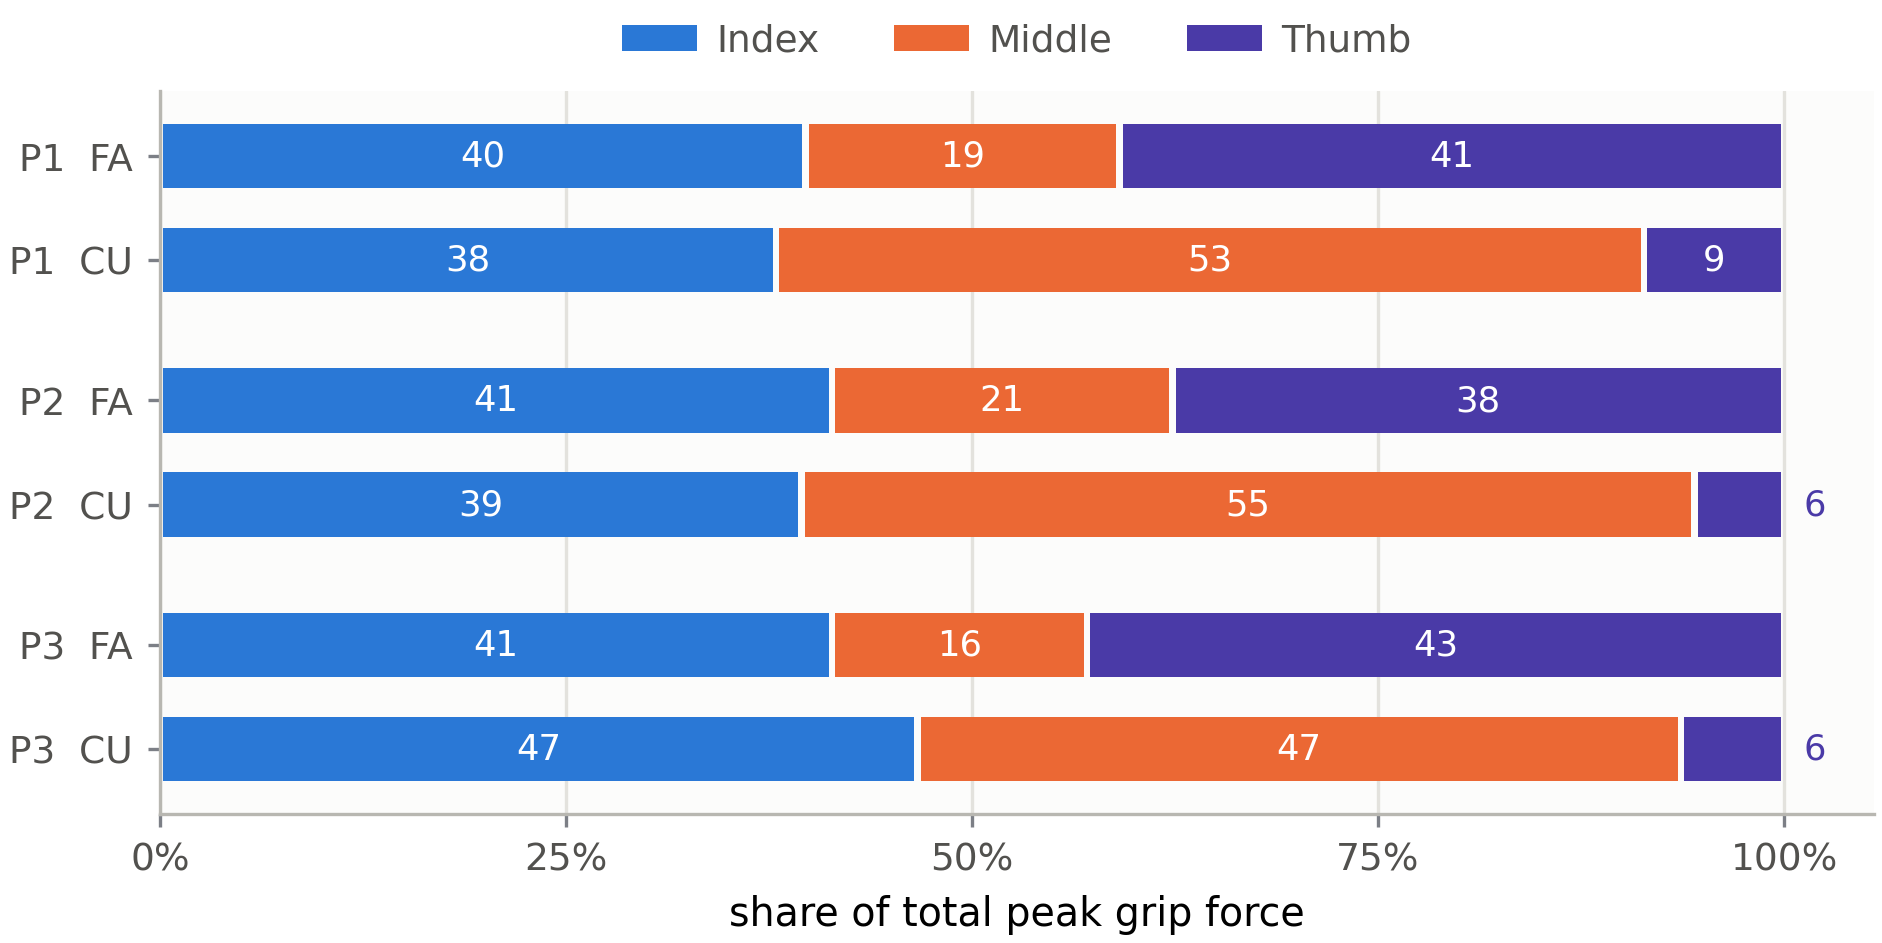 Index Middle Thumb
P1 FA 40 19 41
P1 CU 38 53 9
P2 FA 41 21 38
P2 CU 39 55 6
P3 FA 41 16 43
P3 CU 47 47 6
0% 25% 50% 75% 100%
share of total peak grip force